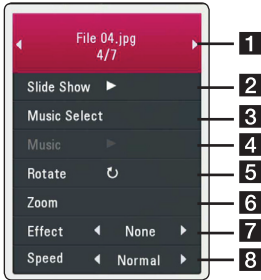 File 04.jpg 1
4/7
Slide Show 2
Music Select 3
Music 4
Rotate 5
Zoom 6
Effect None 7
Speed Normal 8